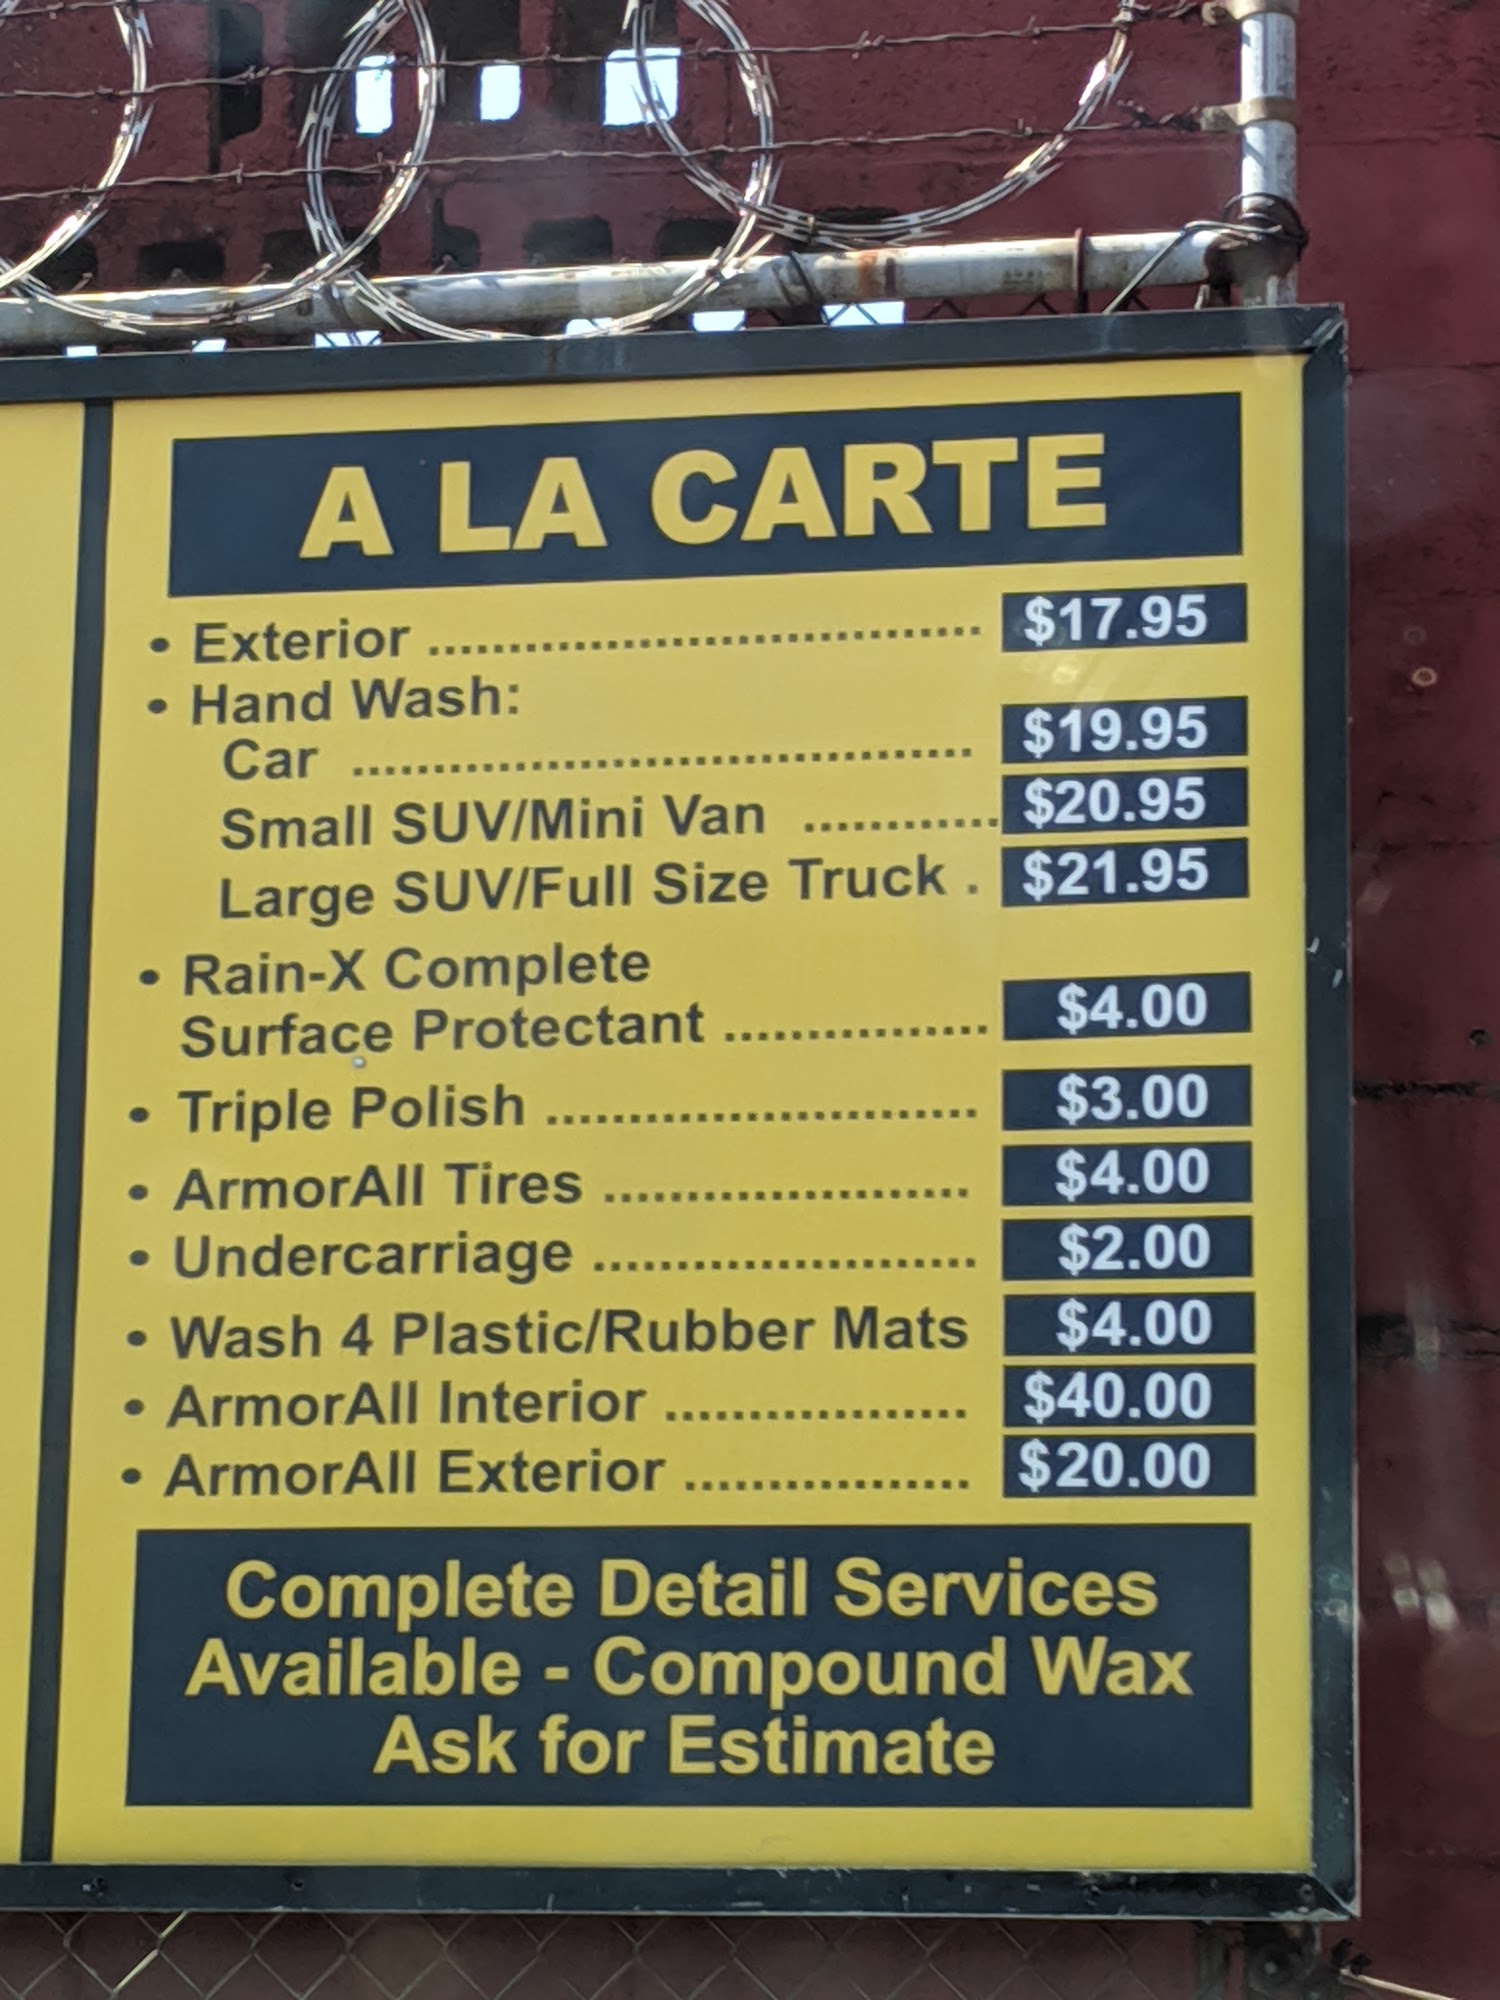 A LA CARTE
• Exterior .................................. $17.95
• Hand Wash:
Car ....................................... $19.95
Small SUV/Mini Van ............ $20.95
Large SUV/Full Size Truck . $21.95
• Rain-X Complete
Surface Protectant ................ $4.00
• Triple Polish .......................... $3.00
• ArmorAll Tires ...................... $4.00
• Undercarriage ....................... $2.00
• Wash 4 Plastic/Rubber Mats $4.00
• ArmorAll Interior .................. $40.00
• ArmorAll Exterior ................. $20.00
Complete Detail Services
Available - Compound Wax
Ask for Estimate